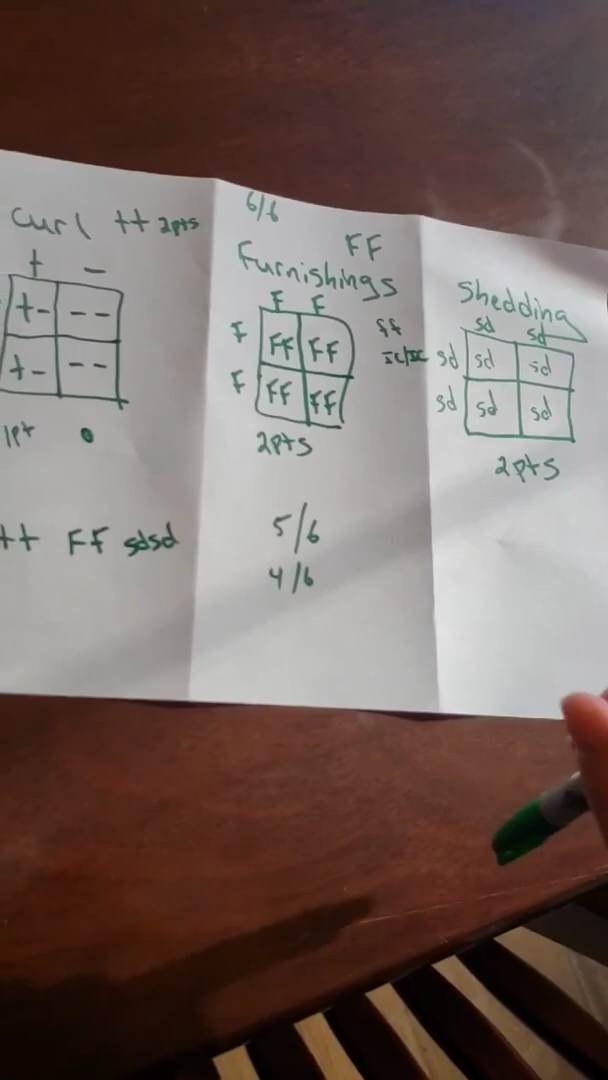 Curl ++ 2pts
+ -
+- --
+- --
1pt 0
++ FF sdsd
6/6
FF
Furnishings
F F
F FF FF
F FF FF
2pts
ff
5/6
4/6
Shedding
sd sd
sd sd sd
sd sd sd
2pts